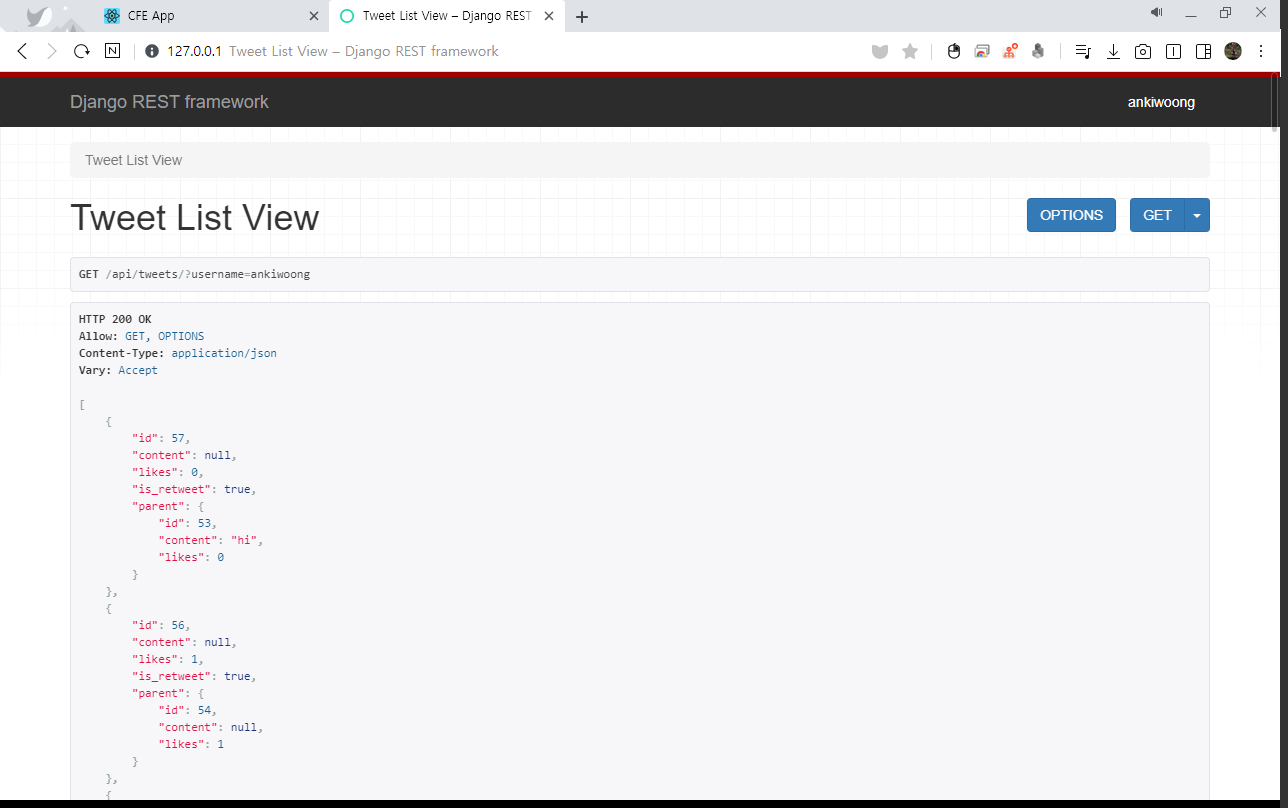 CFE App
Tweet List View – Django REST
127.0.0.1 Tweet List View – Django REST framework
Django REST framework
ankiwoong
Tweet List View
Tweet List View
OPTIONS
GET
GET /api/tweets/?username=ankiwoong
HTTP 200 OK
Allow: GET, OPTIONS
Content-Type: application/json
Vary: Accept
[
    {
        "id": 57,
        "content": null,
        "likes": 0,
        "is_retweet": true,
        "parent": {
            "id": 53,
            "content": "hi",
            "likes": 0
        }
    },
    {
        "id": 56,
        "content": null,
        "likes": 1,
        "is_retweet": true,
        "parent": {
            "id": 54,
            "content": null,
            "likes": 1
        }
    },
    {